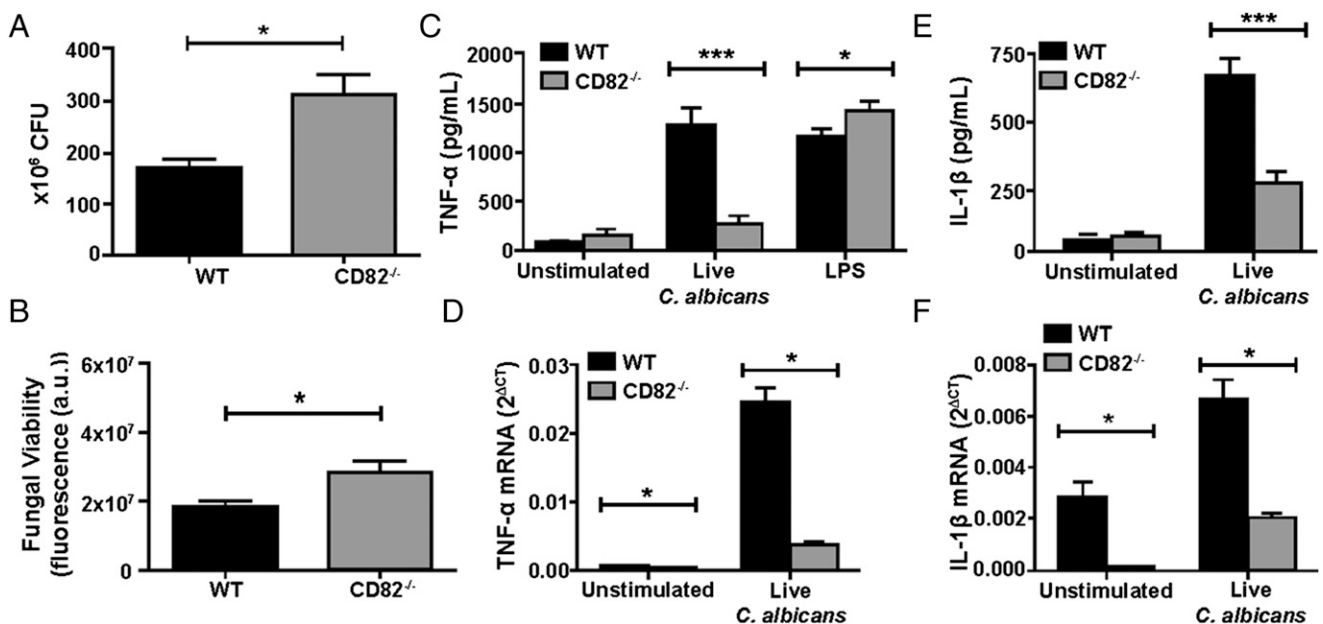 A
*
400
300
200
100
0
x10⁶ CFU
WT
CD82⁻/⁻
B
6x10⁷
4x10⁷
2x10⁷
0
Fungal Viability
(fluorescence (a.u.))
*
WT
CD82⁻/⁻
C
WT
CD82⁻/⁻
*** *
2000
1500
1000
500
0
TNF-α (pg/mL)
Unstimulated Live LPS
C. albicans
D
WT
CD82⁻/⁻
0.03
0.02
0.01
0.00
TNF-α mRNA (2^ΔCT)
* *
Unstimulated Live
C. albicans
E
WT
CD82⁻/⁻
***
750
500
250
0
IL-1β (pg/mL)
Unstimulated Live
C. albicans
F
WT
CD82⁻/⁻
0.008
0.006
0.004
0.002
0.000
IL-1β mRNA (2^ΔCT)
* *
Unstimulated Live
C. albicans